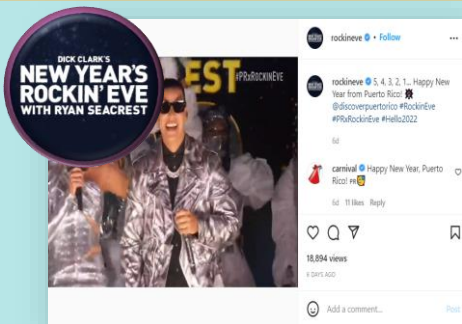 DICK CLARK'S
NEW YEAR'S
ROCKIN' EVE
WITH RYAN SEACREST
EST
#PRxROCKINEVE
rockineve • Follow
rockineve 5, 4, 3, 2, 1... Happy New
Year from Puerto Rico!
@discoverpuertorico #RockinEve
#PRxRockinEve #Hello2022
6d
carnival Happy New Year, Puerto
Rico! PR
6d 11 likes Reply
18,894 views
6 DAYS AGO
Add a comment...
Post